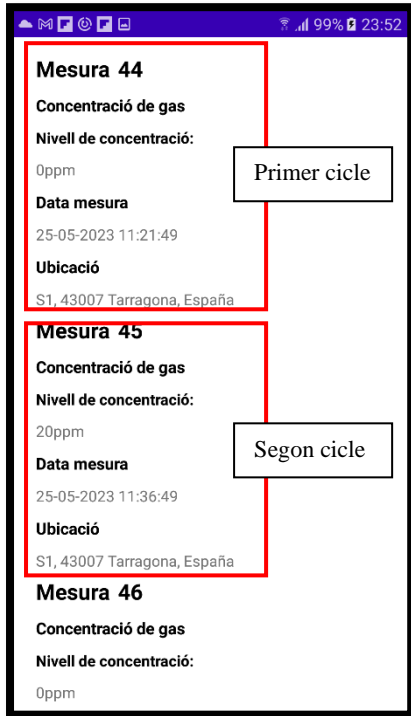 99% 23:52
Mesura 44
Concentració de gas
Nivell de concentració:
0ppm
Primer cicle
Data mesura
25-05-2023 11:21:49
Ubicació
S1, 43007 Tarragona, España
Mesura 45
Concentració de gas
Nivell de concentració:
20ppm
Segon cicle
Data mesura
25-05-2023 11:36:49
Ubicació
S1, 43007 Tarragona, España
Mesura 46
Concentració de gas
Nivell de concentració:
0ppm